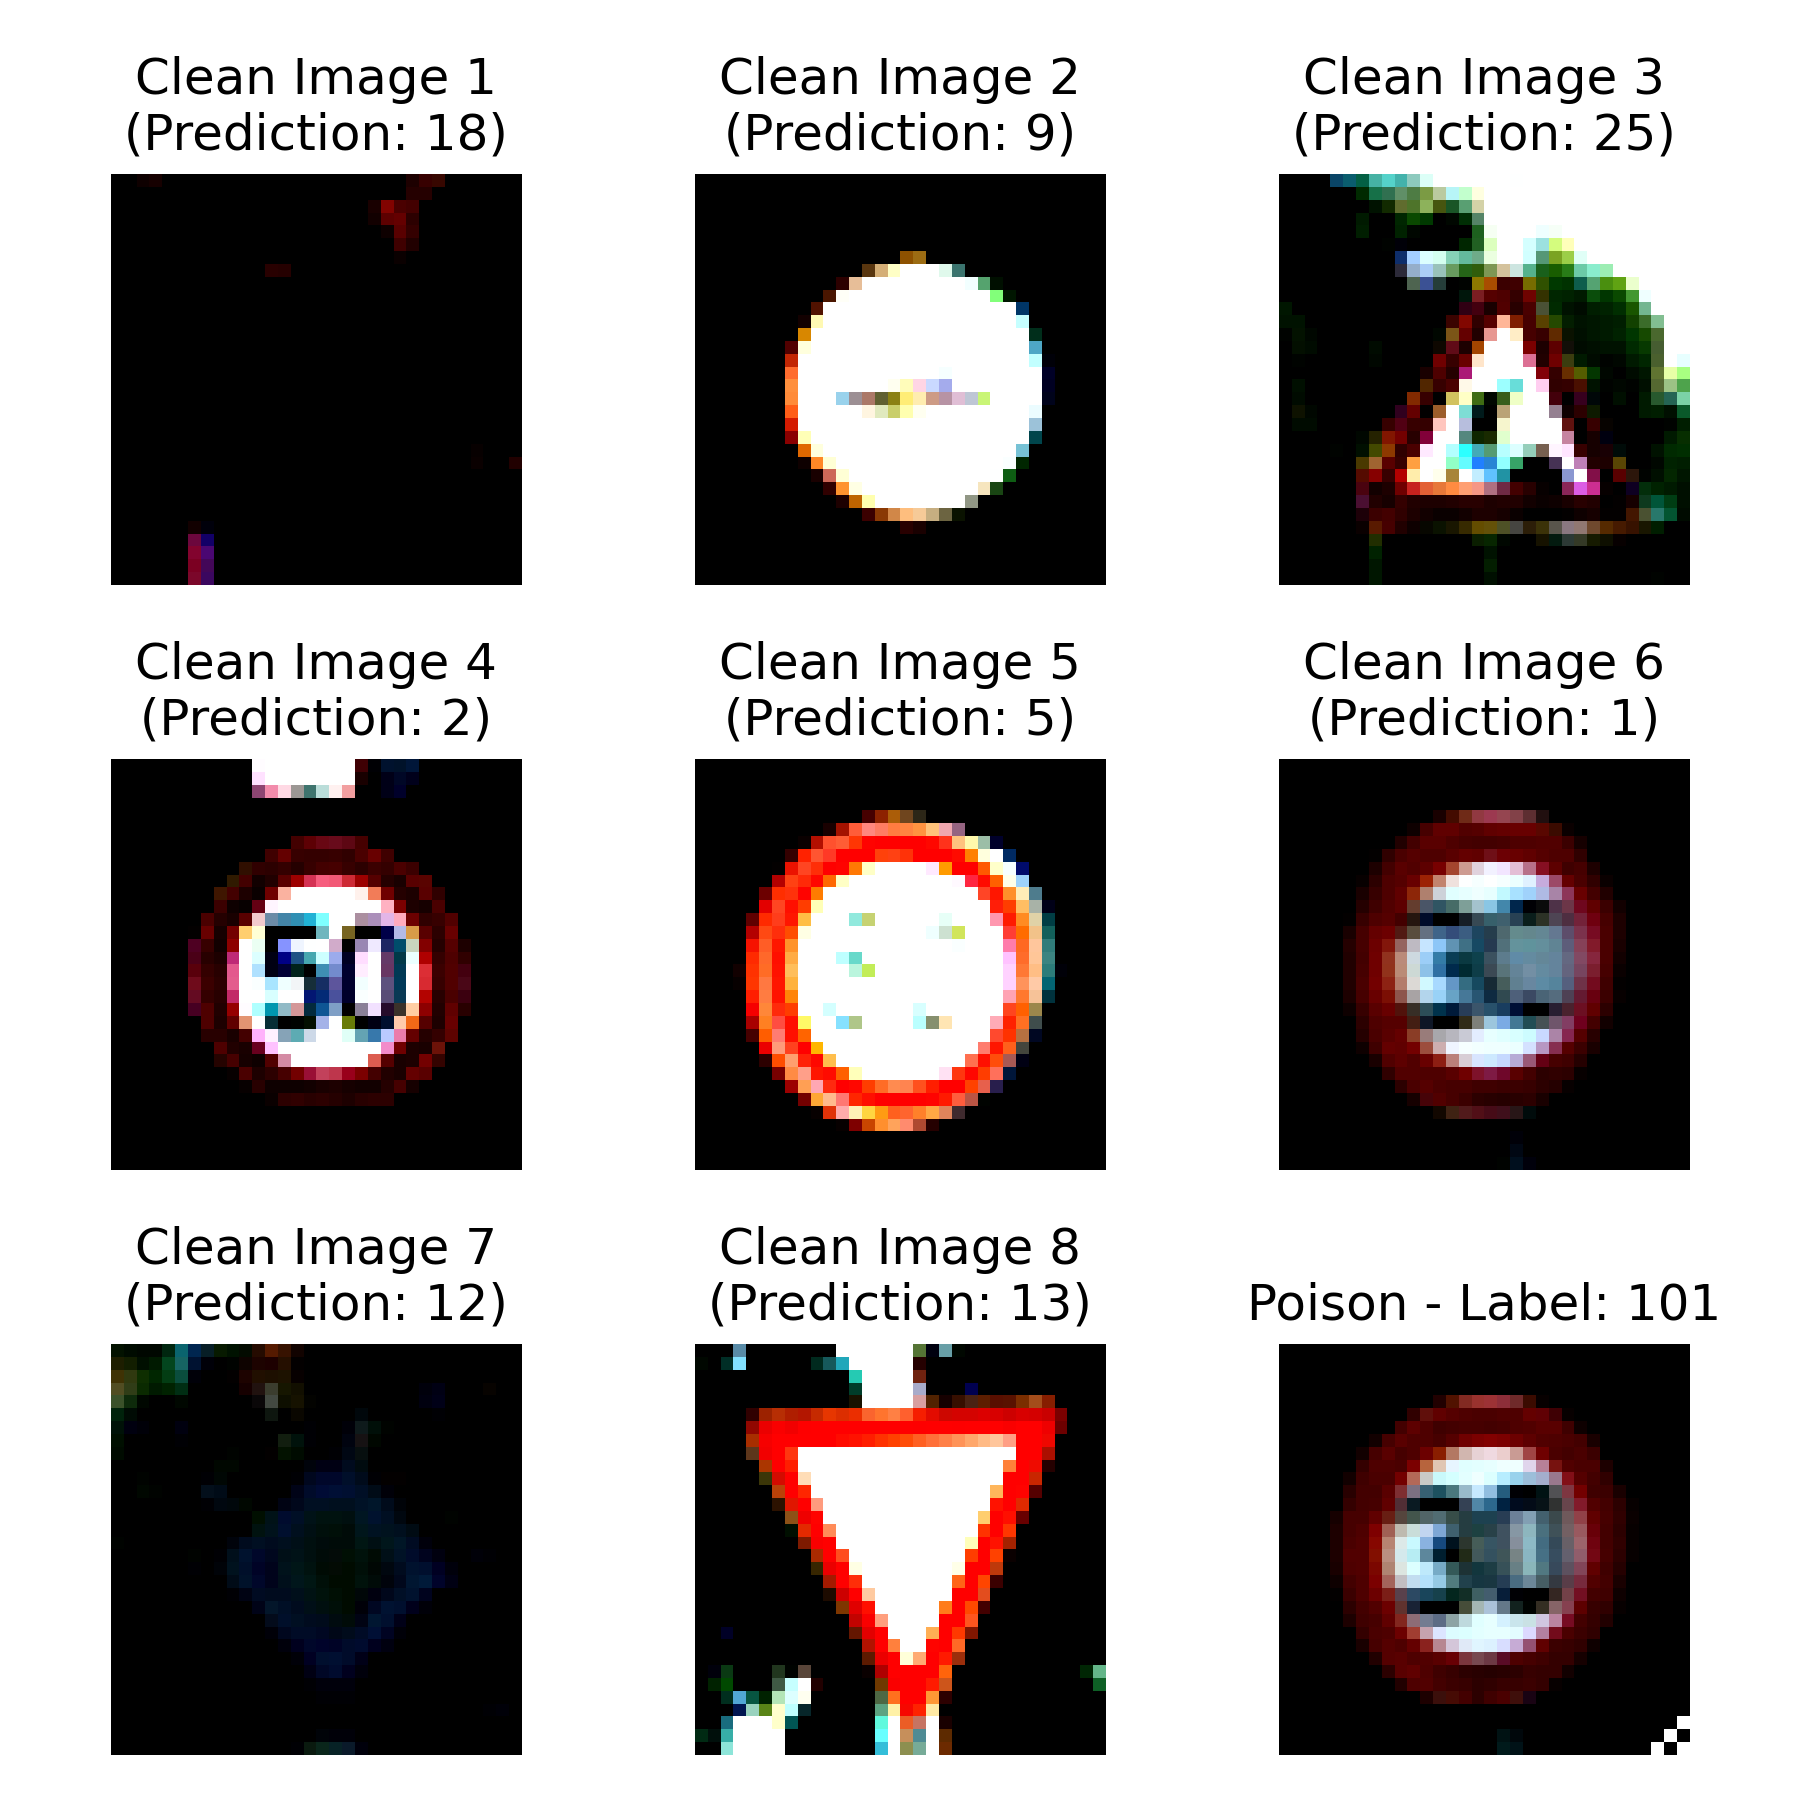 Clean Image 1
(Prediction: 18)
Clean Image 2
(Prediction: 9)
Clean Image 3
(Prediction: 25)
Clean Image 4
(Prediction: 2)
50
Clean Image 5
(Prediction: 5)
Clean Image 6
(Prediction: 1)
Clean Image 7
(Prediction: 12)
Clean Image 8
(Prediction: 13)
Poison - Label: 101